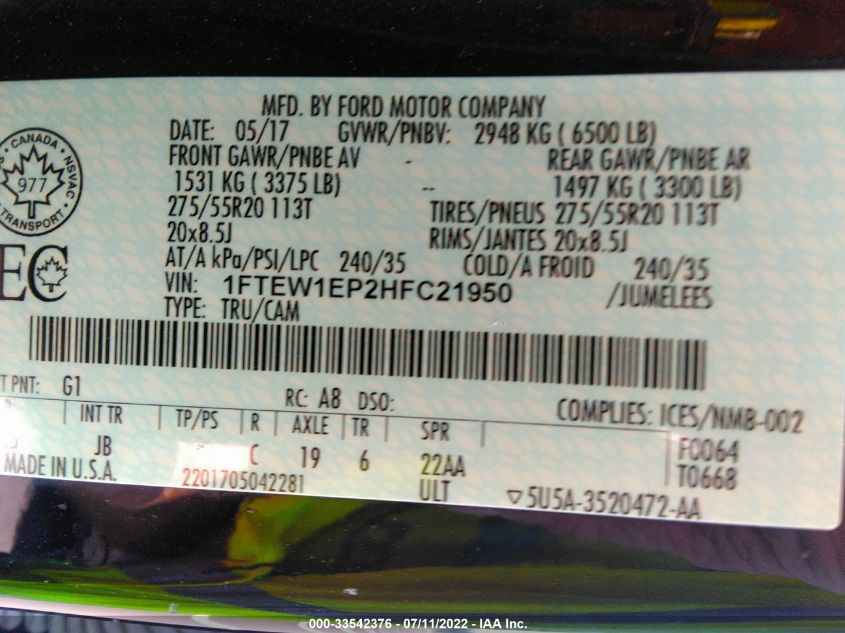 MFD. BY FORD MOTOR COMPANY
DATE: 05/17 GVWR/PNBV: 2948 KG ( 6500 LB)
FRONT GAWR/PNBE AV - REAR GAWR/PNBE AR
1531 KG ( 3375 LB) -- 1497 KG ( 3300 LB)
275/55R20 113T TIRES/PNEUS 275/55R20 113T
20x8.5J RIMS/JANTES 20x8.5J
AT/A kPa/PSI/LPC 240/35 COLD/A FROID 240/35
VIN: 1FTEW1EP2HFC21950 /JUMELEES
TYPE: TRU/CAM
CANADA
NSVAC
977
TRANSPORT
EC
T PNT: G1 RC: A8 DSO: COMPLIES: ICES/NMB-002
INT TR TP/PS R AXLE TR SPR F0064
JB C 19 6 22AA T0668
MADE IN U.S.A. 2201705042281 ULT ▽5U5A-3520472-AA
000-33542376 - 07/11/2022 - IAA Inc.